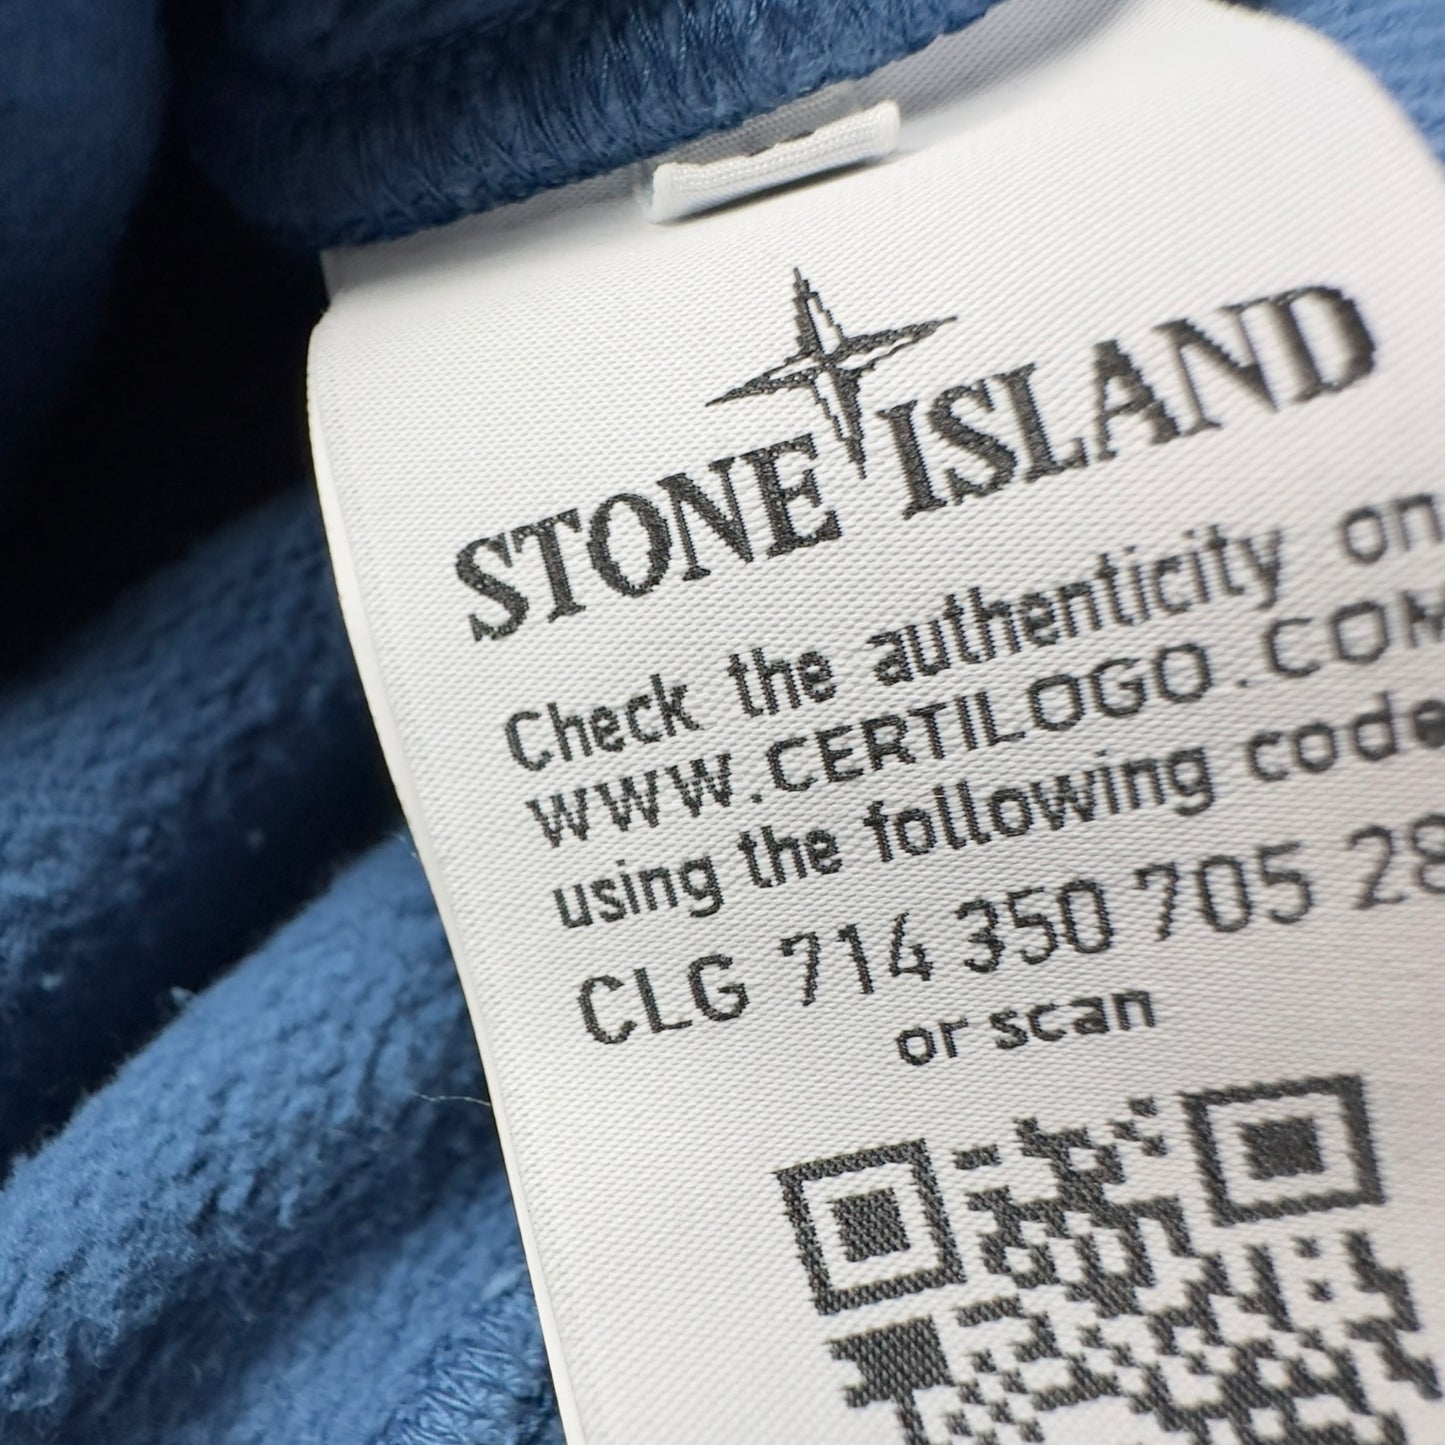 STONE ISLAND
Check the authenticity on
WWW.CERTILOGO.COM
using the following code
CLG 714 350 705 28
or scan